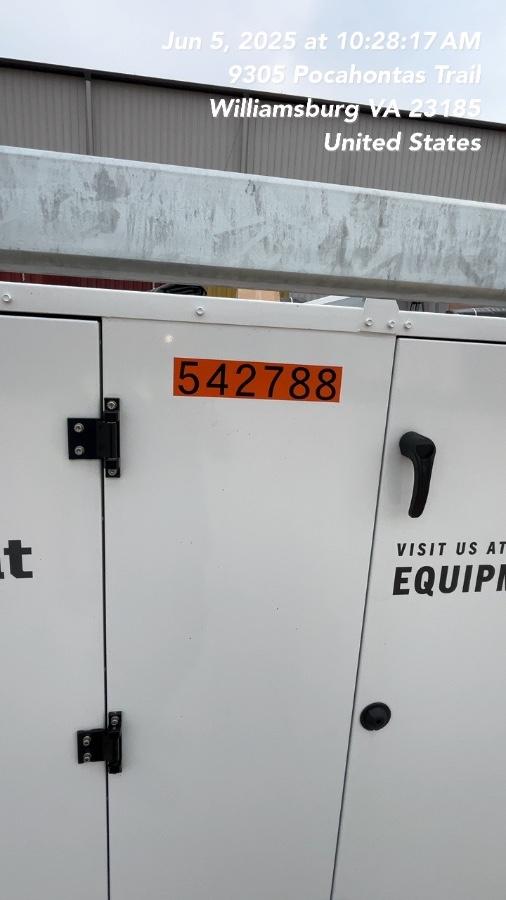 Jun 5, 2025 at 10:28:17 AM
9305 Pocahontas Trail
Williamsburg VA 23185
United States
542788
VISIT US AT